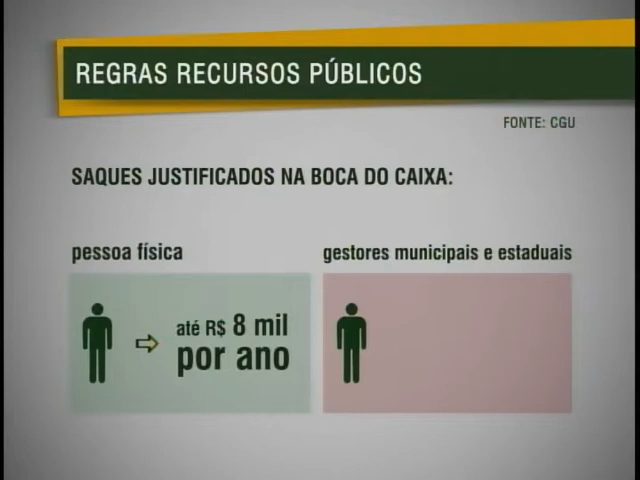 REGRAS RECURSOS PÚBLICOS
FONTE: CGU
SAQUES JUSTIFICADOS NA BOCA DO CAIXA:
pessoa física
gestores municipais e estaduais
até R$ 8 mil
por ano